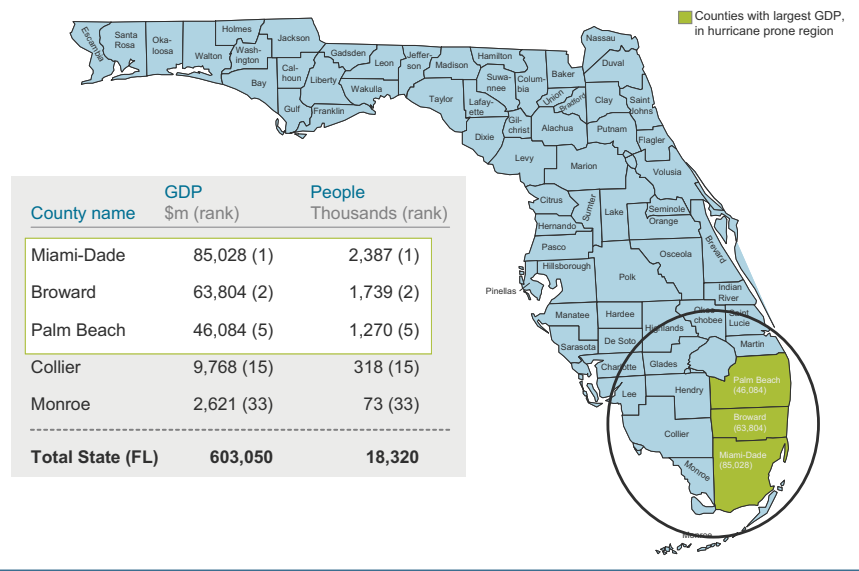 Counties with largest GDP,
in hurricane prone region
Escambia
Santa
Rosa
Oka-
loosa
Walton
Holmes
Wash-
ington
Bay
Jackson
Cal-
houn
Gulf
Liberty
Franklin
Gadsden
Leon
Wakulla
Jeffer-
son
Madison
Taylor
Hamilton
Suwa-
nnee
Lafay-
ette
Dixie
Colum-
bia
Gil-
christ
Baker
Union
Bradford
Alachua
Levy
Nassau
Duval
Clay
Saint
Johns
Putnam
Flagler
Marion
Volusia
Citrus
Sumter
Lake
Seminole
Orange
Hernando
Pasco
Hillsborough
Pinellas
Polk
Osceola
Brevard
Indian
River
Manatee
Hardee
Highlands
Okee
chobee
Saint
Lucie
Sarasota
De Soto
Martin
Charlotte
Glades
Lee
Hendry
Palm Beach
(46,084)
Broward
(63,804)
Collier
Miami-Dade
(85,028)
Monroe
Monroe
GDP
People
County name
$m (rank)
Thousands (rank)
Miami-Dade 85,028 (1) 2,387 (1)
Broward 63,804 (2) 1,739 (2)
Palm Beach 46,084 (5) 1,270 (5)
Collier 9,768 (15) 318 (15)
Monroe 2,621 (33) 73 (33)
Total State (FL) 603,050 18,320